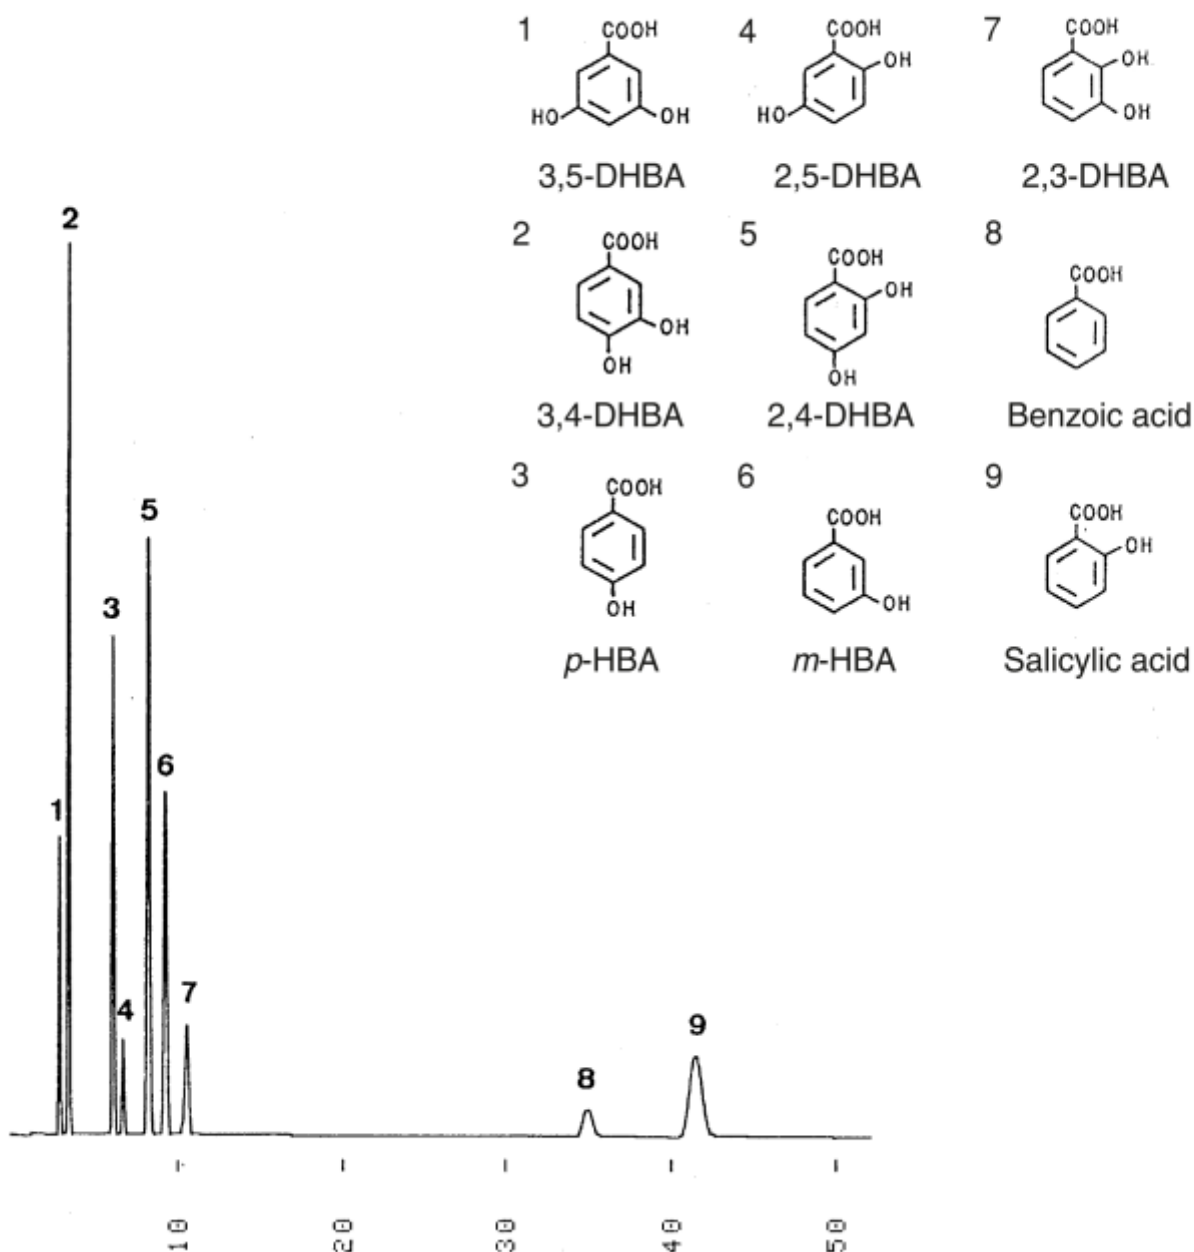 1 4 7
COOH COOH COOH
HO OH HO OH OH OH
3,5-DHBA 2,5-DHBA 2,3-DHBA
2 5 8
COOH COOH COOH
OH OH OH OH
3,4-DHBA 2,4-DHBA Benzoic acid
3 6 9
COOH COOH COOH
OH OH OH
p-HBA m-HBA Salicylic acid
2
5
3
6
1
7
4
9
8
10 20 30 40 50